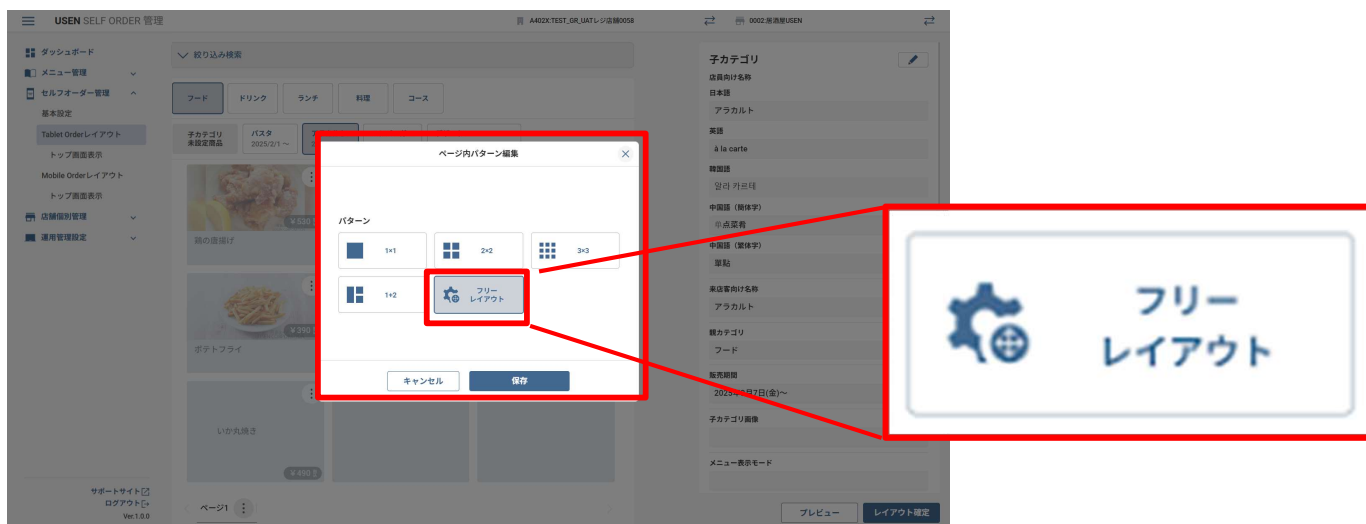 USEN SELF ORDER 管理
A402X:TEST_GR_UATレジ店舗0058
0002:居酒屋USEN
ダッシュボード
メニュー管理
セルフオーダー管理
基本設定
Tablet Orderレイアウト
トップ画面表示
Mobile Orderレイアウト
トップ画面表示
店舗個別管理
運用管理設定
サポートサイト
ログアウト
Ver.1.0.0
絞り込み検索
フード
ドリンク
ランチ
料理
コース
子カテゴリ
未設定商品
パスタ
2025/2/1 ～
¥530
鶏の唐揚げ
¥390
ポテトフライ
いか丸焼き
¥490
ページ1
ページ内パターン編集
パターン
1×1
2×2
3×3
1+2
フリー
レイアウト
キャンセル
保存
子カテゴリ
店員向け名称
日本語
アラカルト
英語
à la carte
韓国語
알라 카르테
中国語（簡体字）
小点菜肴
中国語（繁体字）
單點
来店客向け名称
アラカルト
親カテゴリ
フード
販売期間
子カテゴリ画像
メニュー表示モード
プレビュー
レイアウト確定
フリー
レイアウト